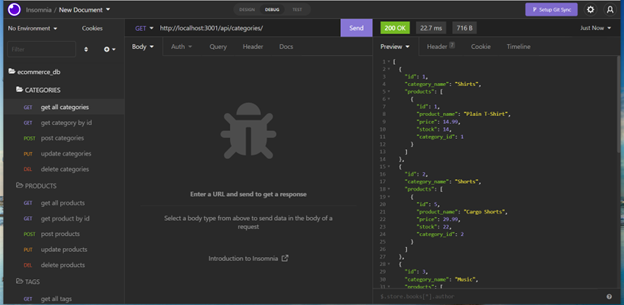 Insomnia / New Document
DESIGN DEBUG TEST
Setup Git Sync
No Environment Cookies
GET http://localhost:3001/api/categories/ Send
200 OK 22.7 ms 716 B Just Now
Filter
Body Auth Query Header Docs
Preview Header 7 Cookie Timeline
ecommerce_db
CATEGORIES
GET get all categories
GET get category by id
POST post categories
PUT update categories
DEL delete categories
PRODUCTS
GET get all products
GET get product by id
POST post products
PUT update products
DEL delete products
TAGS
GET get all tags
Enter a URL and send to get a response
Select a body type from above to send data in the body of a
request
Introduction to Insomnia
1 [
2 {
3 "id": 1,
4 "category_name": "Shirts",
5 "products": [
6 {
7 "id": 1,
8 "product_name": "Plain T-Shirt",
9 "price": 14.99,
10 "stock": 14,
11 "category_id": 1
12 }
13 ]
14 },
15 {
16 "id": 2,
17 "category_name": "Shorts",
18 "products": [
19 {
20 "id": 5,
21 "product_name": "Cargo Shorts",
22 "price": 29.99,
23 "stock": 22,
24 "category_id": 2
25 }
26 ]
27 },
28 {
29 "id": 3,
30 "category_name": "Music",
31 "products": [
$.store.books[*].author